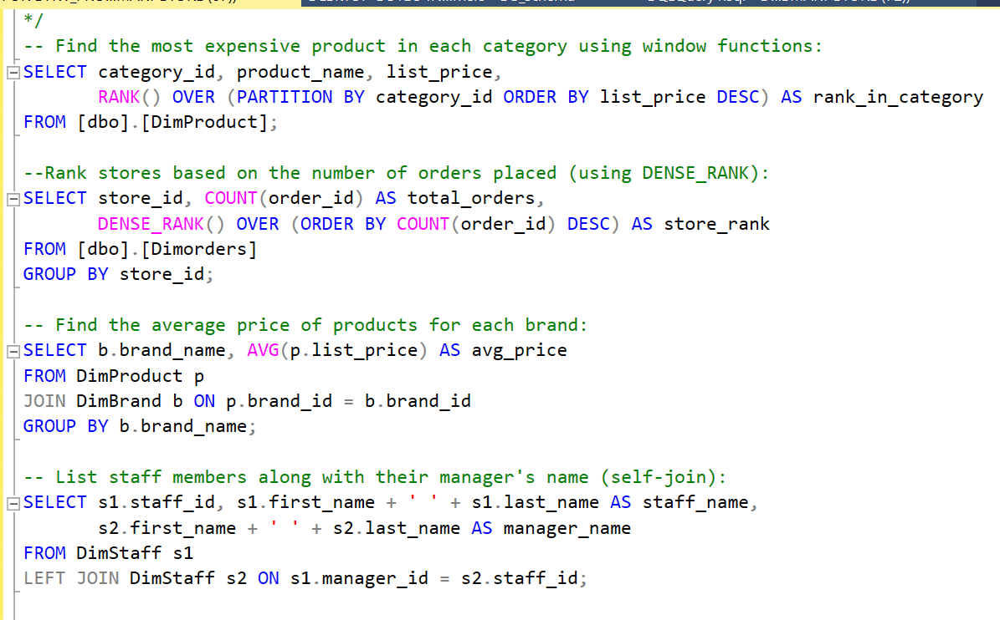 */
-- Find the most expensive product in each category using window functions:
SELECT category_id, product_name, list_price,
       RANK() OVER (PARTITION BY category_id ORDER BY list_price DESC) AS rank_in_category
FROM [dbo].[DimProduct];
--Rank stores based on the number of orders placed (using DENSE_RANK):
SELECT store_id, COUNT(order_id) AS total_orders,
       DENSE_RANK() OVER (ORDER BY COUNT(order_id) DESC) AS store_rank
FROM [dbo].[Dimorders]
GROUP BY store_id;
-- Find the average price of products for each brand:
SELECT b.brand_name, AVG(p.list_price) AS avg_price
FROM DimProduct p
JOIN DimBrand b ON p.brand_id = b.brand_id
GROUP BY b.brand_name;
-- List staff members along with their manager's name (self-join):
SELECT s1.staff_id, s1.first_name + ' ' + s1.last_name AS staff_name,
       s2.first_name + ' ' + s2.last_name AS manager_name
FROM DimStaff s1
LEFT JOIN DimStaff s2 ON s1.manager_id = s2.staff_id;